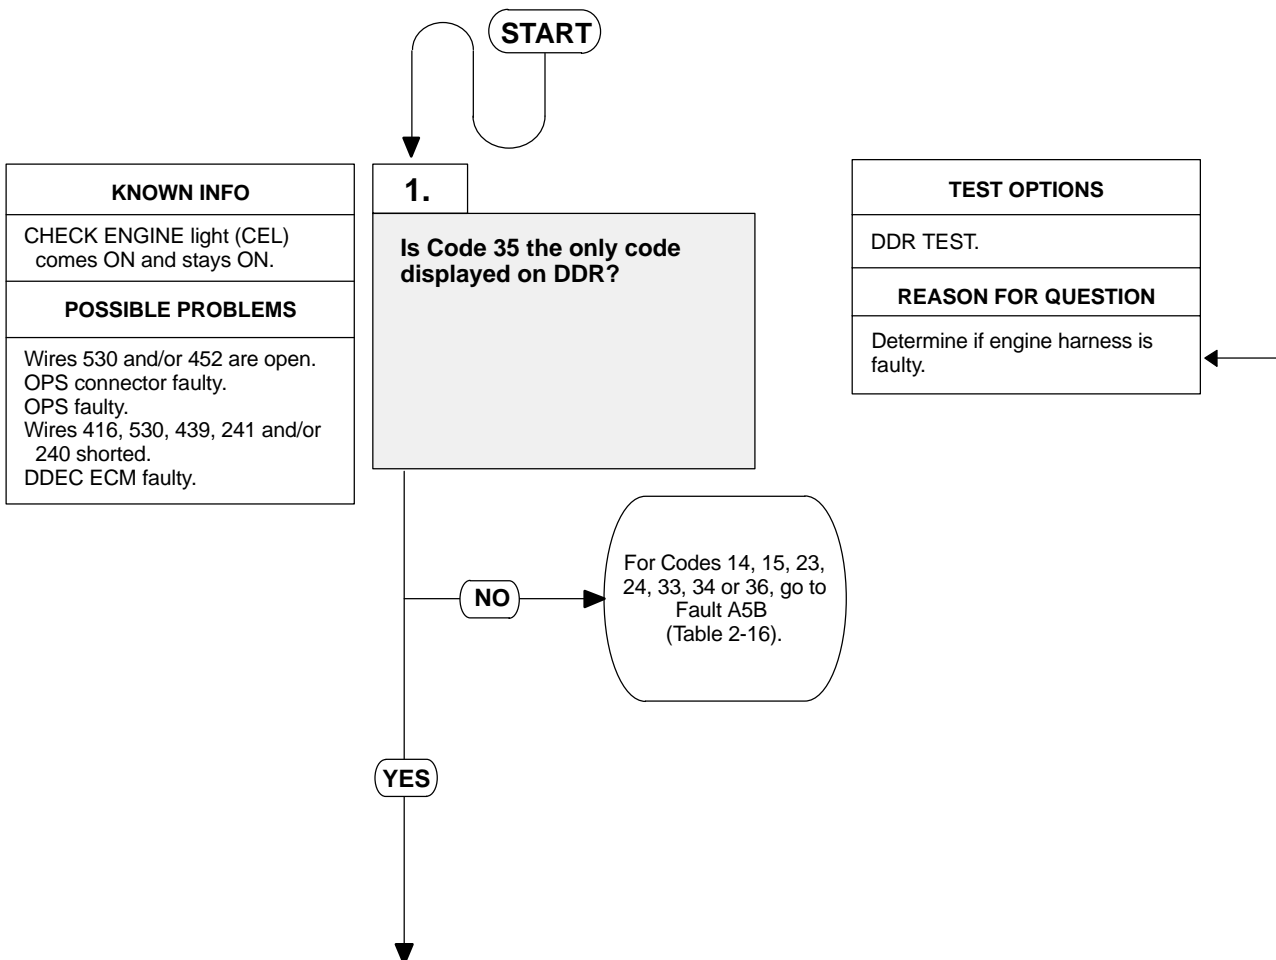 START
KNOWN INFO
CHECK ENGINE light (CEL)
comes ON and stays ON.
POSSIBLE PROBLEMS
Wires 530 and/or 452 are open.
OPS connector faulty.
OPS faulty.
Wires 416, 530, 439, 241 and/or
240 shorted.
DDEC ECM faulty.
1.
Is Code 35 the only code
displayed on DDR?
TEST OPTIONS
DDR TEST.
REASON FOR QUESTION
Determine if engine harness is
faulty.
NO
For Codes 14, 15, 23,
24, 33, 34 or 36, go to
Fault A5B
(Table 2-16).
YES